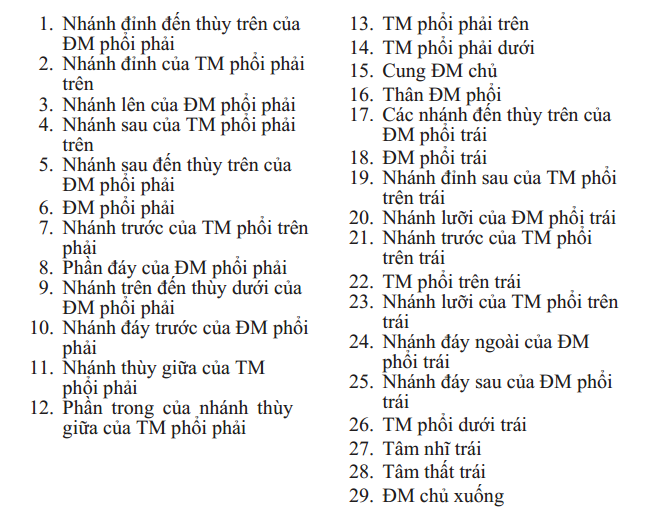 1. Nhánh đỉnh đến thùy trên của
ĐM phổi phải
2. Nhánh đỉnh của TM phổi phải
trên
3. Nhánh lên của ĐM phổi phải
4. Nhánh sau của TM phổi phải
trên
5. Nhánh sau đến thùy trên của
ĐM phổi phải
6. ĐM phổi phải
7. Nhánh trước của TM phổi trên
phải
8. Phần đáy của ĐM phổi phải
9. Nhánh trên đến thùy dưới của
ĐM phổi phải
10. Nhánh đáy trước của ĐM phổi
phải
11. Nhánh thùy giữa của TM
phổi phải
12. Phần trong của nhánh thùy
giữa của TM phổi phải
13. TM phổi phải trên
14. TM phổi phải dưới
15. Cung ĐM chủ
16. Thân ĐM phổi
17. Các nhánh đến thùy trên của
ĐM phổi trái
18. ĐM phổi trái
19. Nhánh đỉnh sau của TM phổi
trên trái
20. Nhánh lưỡi của ĐM phổi trái
21. Nhánh trước của TM phổi
trên trái
22. TM phổi trên trái
23. Nhánh lưỡi của TM phổi trên
trái
24. Nhánh đáy ngoài của ĐM
phổi trái
25. Nhánh đáy sau của ĐM phổi
trái
26. TM phổi dưới trái
27. Tâm nhĩ trái
28. Tâm thất trái
29. ĐM chủ xuống